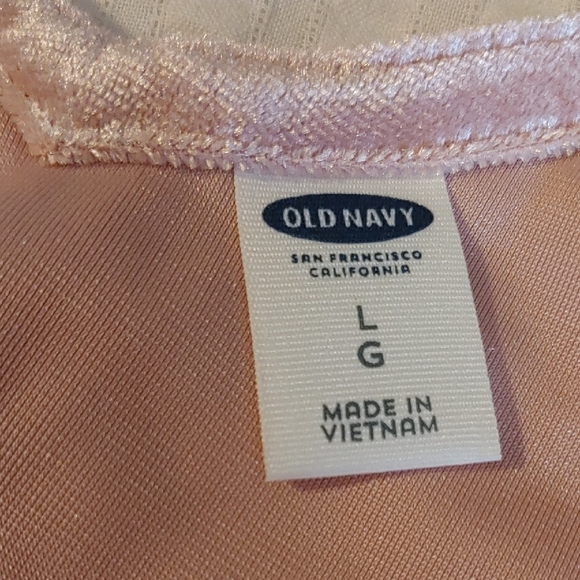 OLD NAVY
SAN FRANCISCO
CALIFORNIA
L
G
MADE IN
VIETNAM